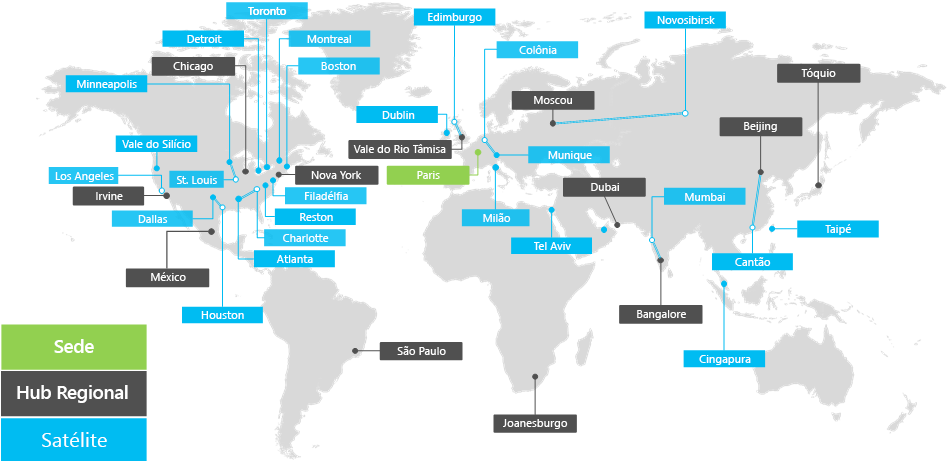 Toronto
Edimburgo
Novosibirsk
Detroit
Montreal
Colônia
Chicago
Boston
Tóquio
Minneapolis
Moscou
Dublin
Beijing
Vale do Silício
Vale do Rio Tâmisa
Munique
Los Angeles
St. Louis
Nova York
Paris
Dubai
Irvine
Filadélfia
Mumbai
Dallas
Reston
Milão
Taipé
Charlotte
Tel Aviv
Atlanta
Cantão
México
Houston
Bangalore
Sede
São Paulo
Cingapura
Hub Regional
Joanesburgo
Satélite